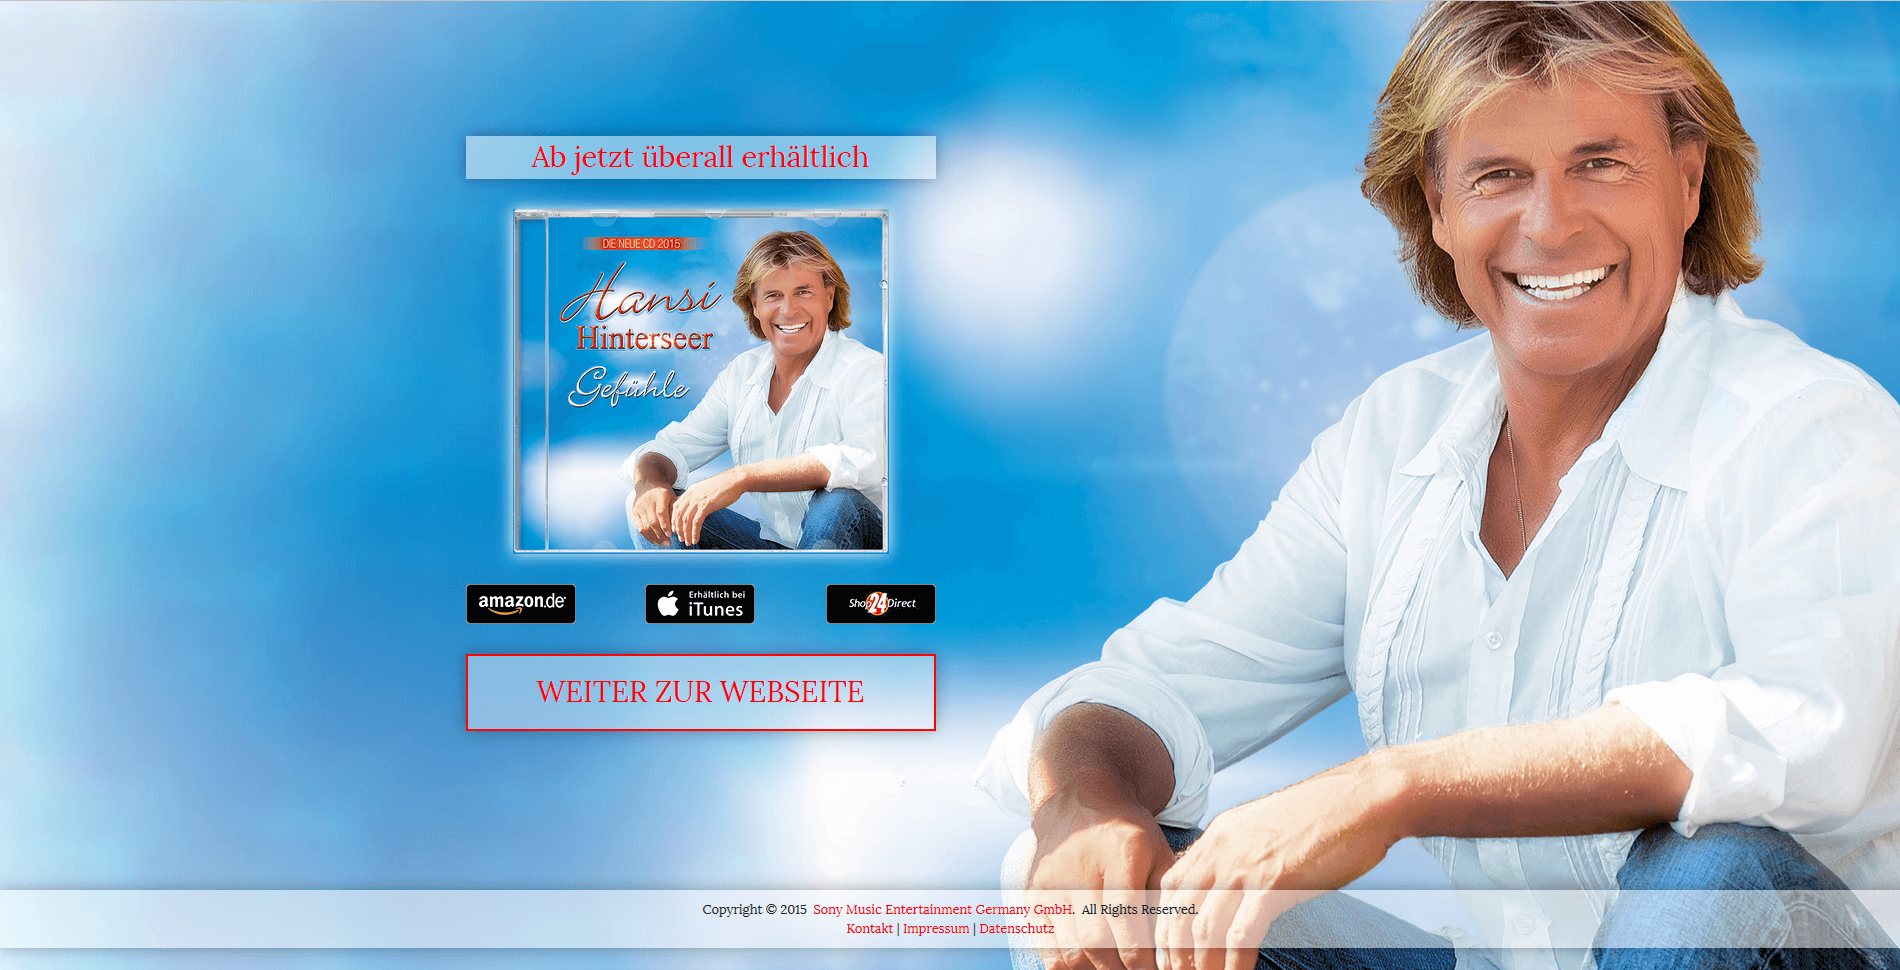 Ab jetzt überall erhältlich
DIE NEUE CD 2015
Hansi
Hinterseer
Gefühle
amazon.de
Erhältlich bei
iTunes
Shop24Direct
WEITER ZUR WEBSEITE
Copyright © 2015 Sony Music Entertainment Germany GmbH. All Rights Reserved.
Kontakt | Impressum | Datenschutz